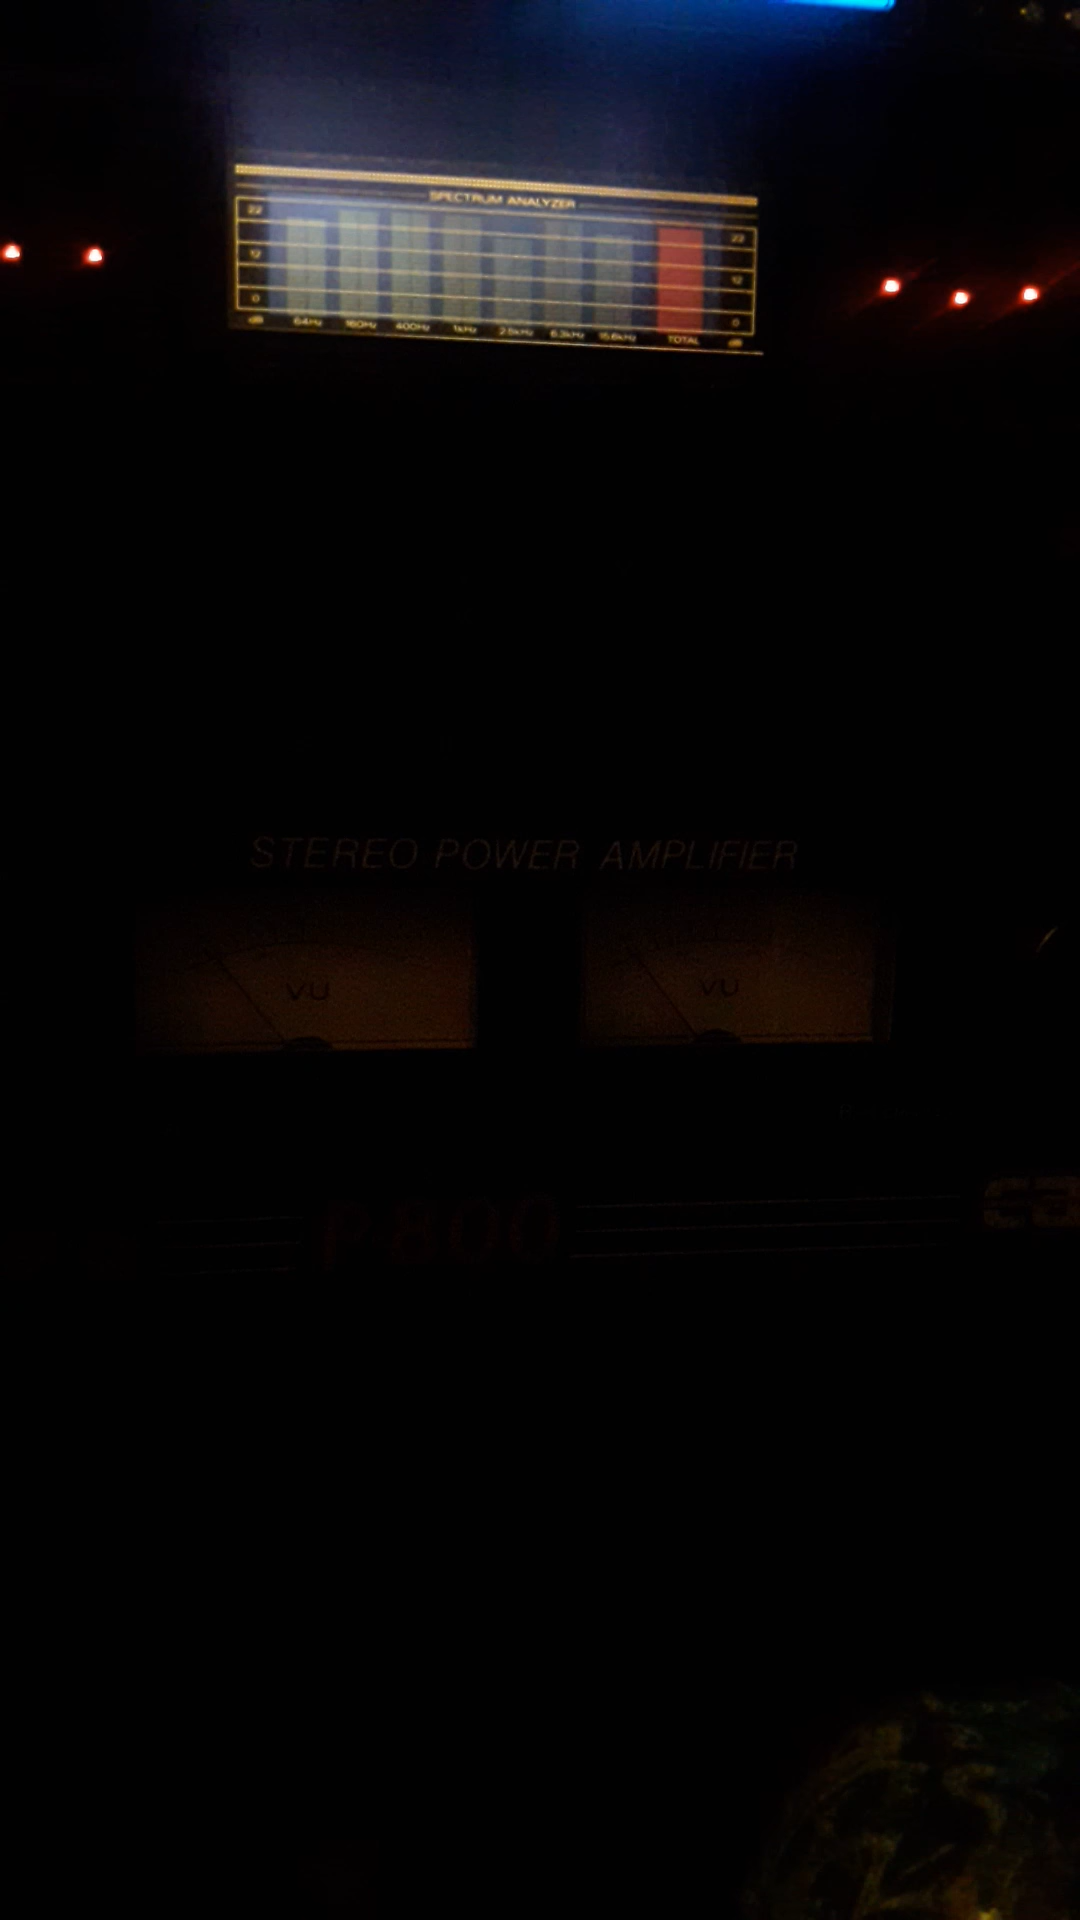 SPECTRUM ANALYZER
22 22
12 12
0 0
dB 64Hz 160Hz 400Hz 1kHz 2.5kHz 6.3kHz 15.6kHz TOTAL dB
STEREO POWER AMPLIFIER
VU VU
P-800